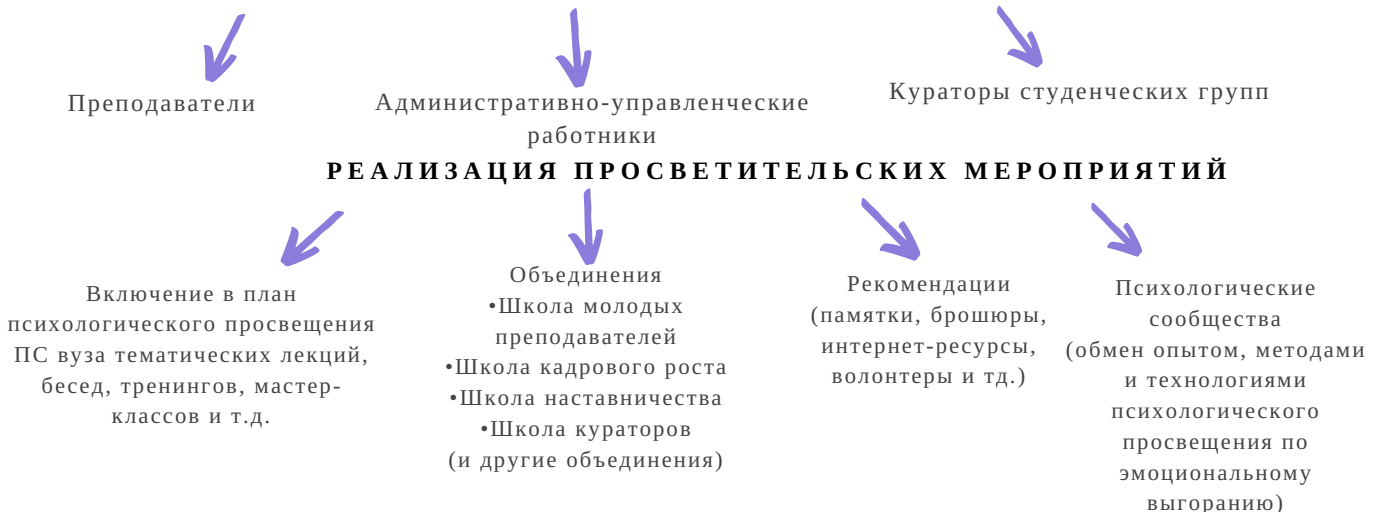 Преподаватели
Административно-управленческие
работники
Кураторы студенческих групп
РЕАЛИЗАЦИЯ ПРОСВЕТИТЕЛЬСКИХ МЕРОПРИЯТИЙ
Включение в план
психологического просвещения
ПС вуза тематических лекций,
бесед, тренингов, мастер-
классов и т.д.
Объединения
•Школа молодых
преподавателей
•Школа кадрового роста
•Школа наставничества
•Школа кураторов
(и другие объединения)
Рекомендации
(памятки, брошюры,
интернет-ресурсы,
волонтеры и тд.)
Психологические
сообщества
(обмен опытом, методами
и технологиями
психологического
просвещения по
эмоциональному
выгоранию)